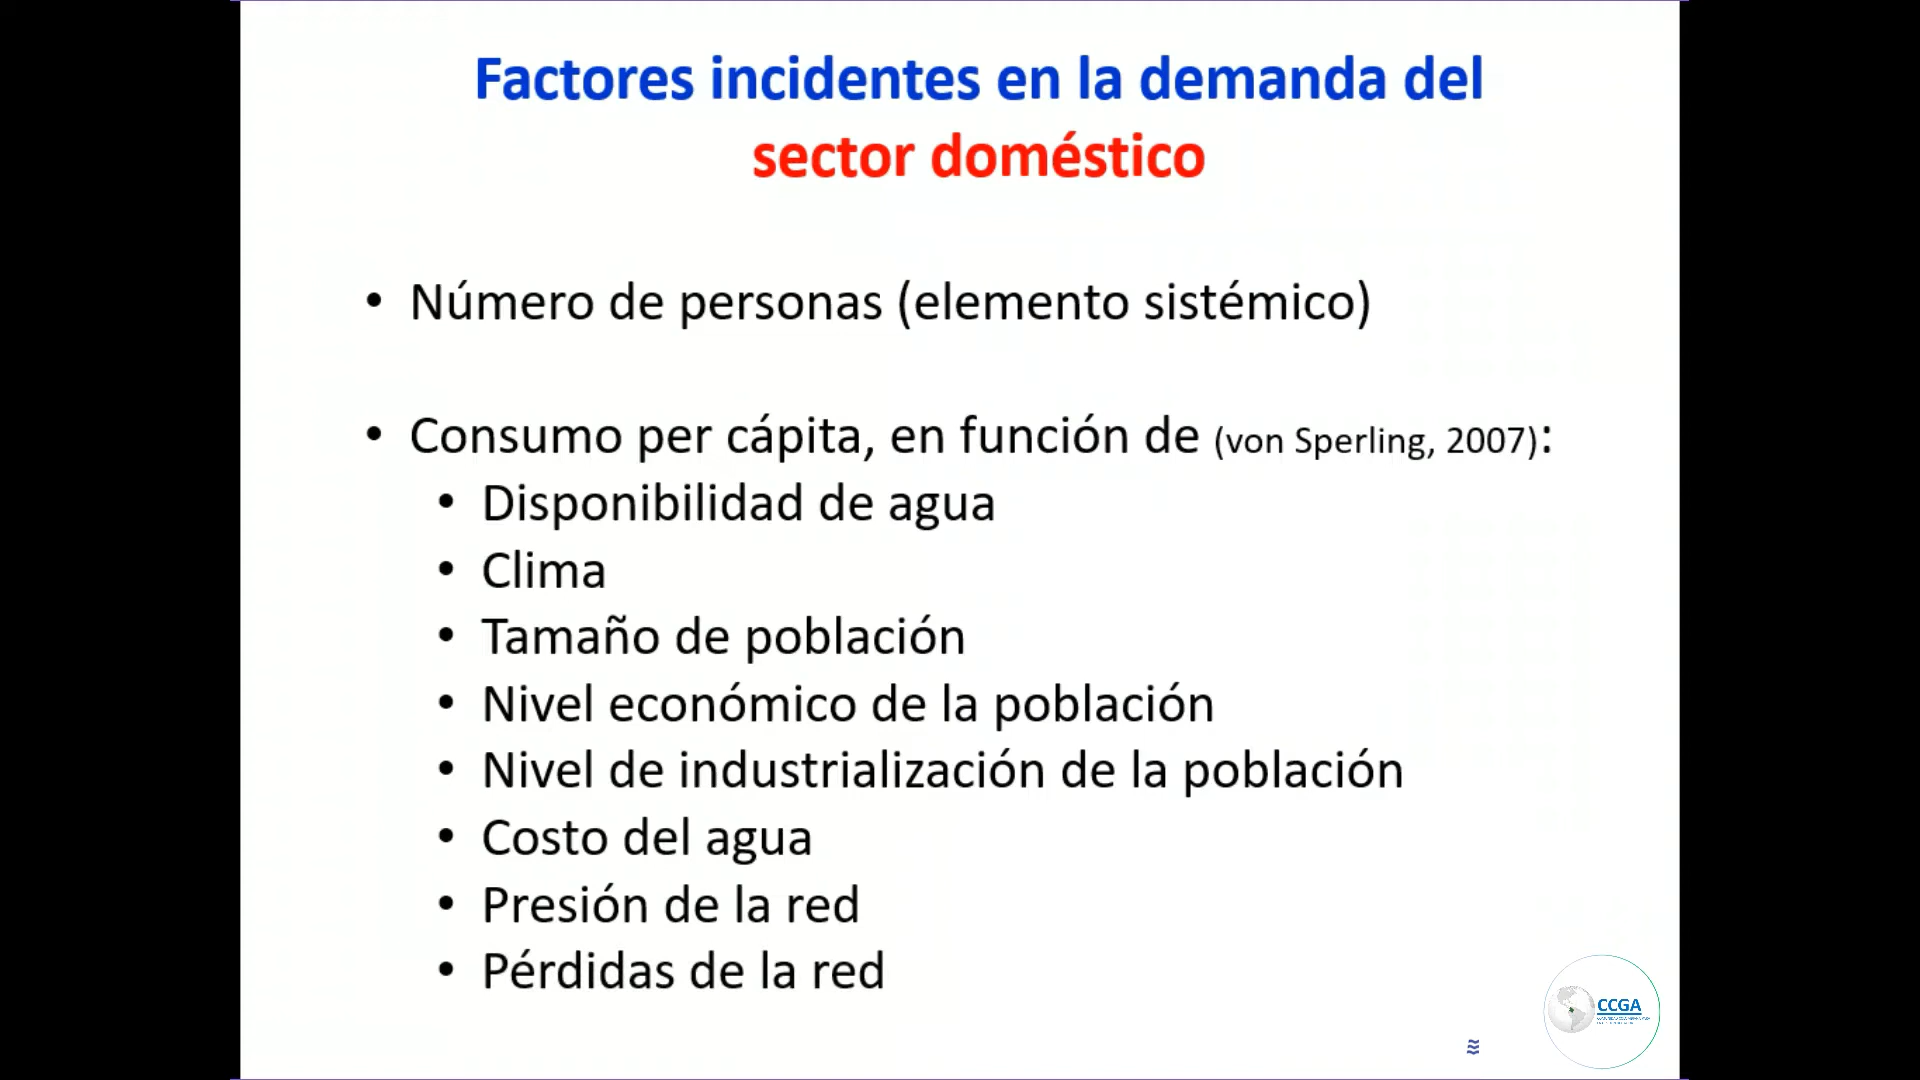 Factores incidentes en la demanda del
sector doméstico
• Número de personas (elemento sistémico)
• Consumo per cápita, en función de (von Sperling, 2007):
• Disponibilidad de agua
• Clima
• Tamaño de población
• Nivel económico de la población
• Nivel de industrialización de la población
• Costo del agua
• Presión de la red
• Pérdidas de la red
CCGA